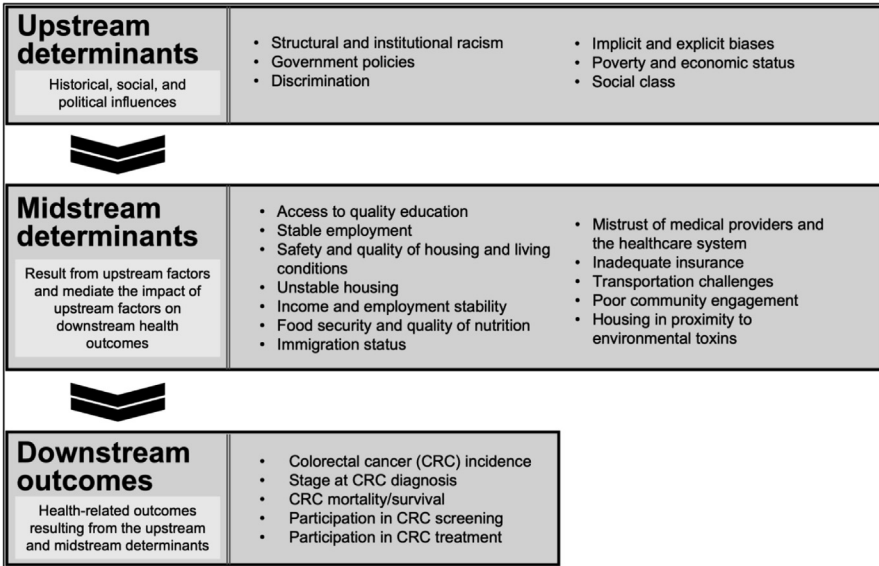 Upstream
determinants
Historical, social, and
political influences
• Structural and institutional racism
• Government policies
• Discrimination
• Implicit and explicit biases
• Poverty and economic status
• Social class
Midstream
determinants
Result from upstream factors
and mediate the impact of
upstream factors on
downstream health
outcomes
• Access to quality education
• Stable employment
• Safety and quality of housing and living
conditions
• Unstable housing
• Income and employment stability
• Food security and quality of nutrition
• Immigration status
• Mistrust of medical providers and
the healthcare system
• Inadequate insurance
• Transportation challenges
• Poor community engagement
• Housing in proximity to
environmental toxins
Downstream
outcomes
Health-related outcomes
resulting from the upstream
and midstream determinants
• Colorectal cancer (CRC) incidence
• Stage at CRC diagnosis
• CRC mortality/survival
• Participation in CRC screening
• Participation in CRC treatment